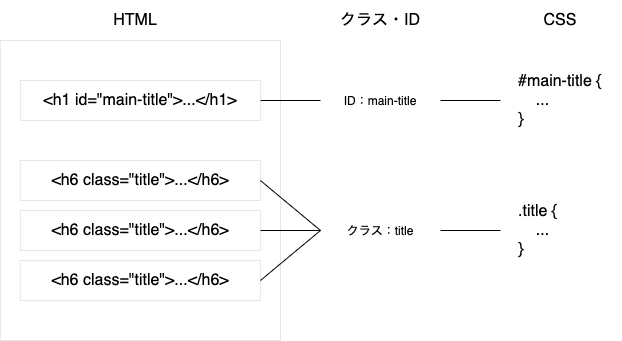 HTML
クラス・ID
CSS
<h1 id="main-title">...</h1>
ID：main-title
#main-title {
...
}
<h6 class="title">...</h6>
<h6 class="title">...</h6>
<h6 class="title">...</h6>
クラス：title
.title {
...
}